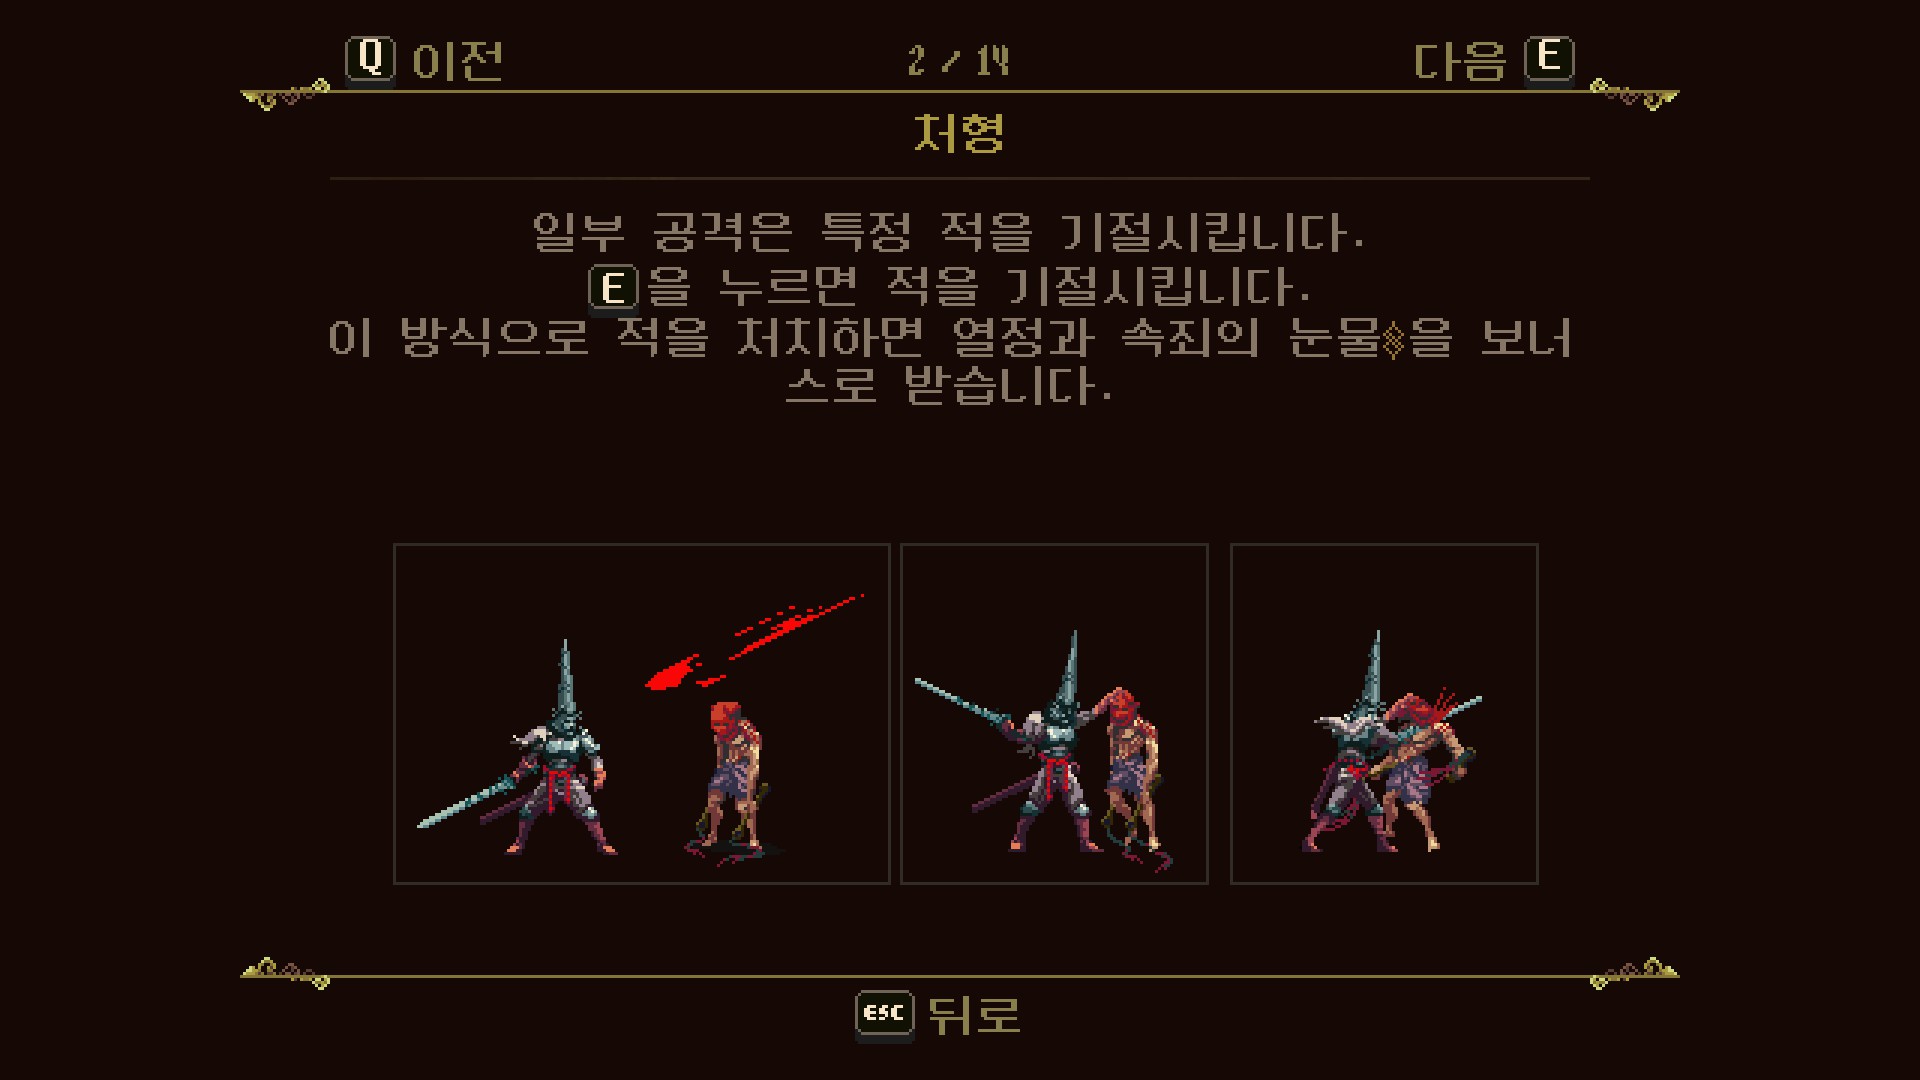 Q 이전
2 / 14
다음 E
처형
일부 공격은 특정 적을 기절시킵니다.
E 을 누르면 적을 기절시킵니다.
이 방식으로 적을 처치하면 열정과 속죄의 눈물을 보너
스로 받습니다.
ESC 뒤로